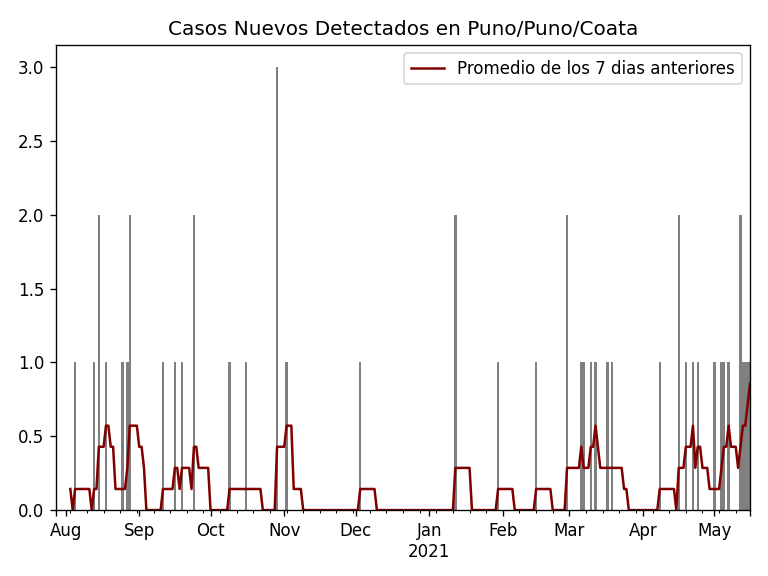 Casos Nuevos Detectados en Puno/Puno/Coata
Promedio de los 7 dias anteriores
3.0
2.5
2.0
1.5
1.0
0.5
0.0
Aug Sep Oct Nov Dec Jan Feb Mar Apr May
2021